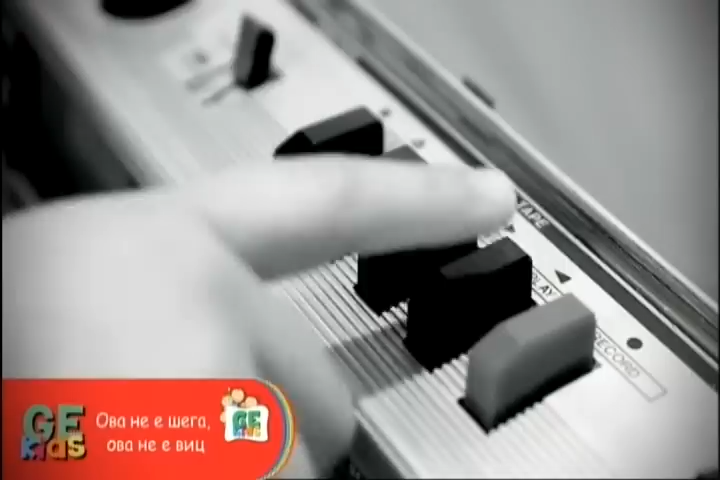 TAPE
PLAY
RECORD
GE
kids
Ова не е шега,
ова не е виц
GE